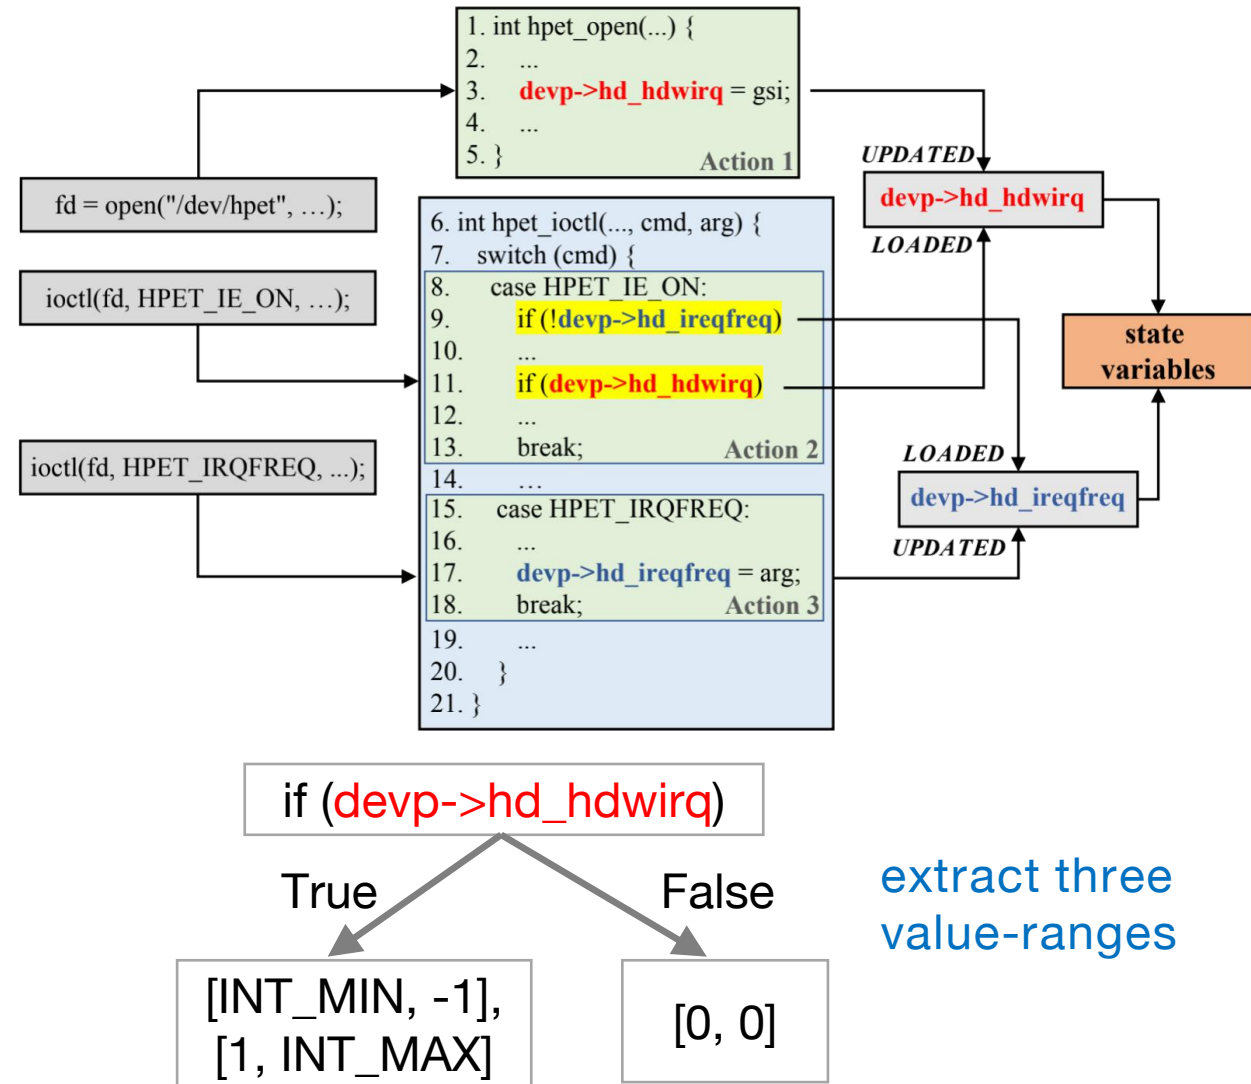 1. int hpet_open(...) {
2. ...
3. devp->hd_hdwirq = gsi;
4. ...
5. } Action 1
fd = open("/dev/hpet", …);
ioctl(fd, HPET_IE_ON, …);
ioctl(fd, HPET_IRQFREQ, ...);
6. int hpet_ioctl(..., cmd, arg) {
7. switch (cmd) {
8. case HPET_IE_ON:
9. if (!devp->hd_ireqfreq)
10. ...
11. if (devp->hd_hdwirq)
12. ...
13. break; Action 2
14. …
15. case HPET_IRQFREQ:
16. ...
17. devp->hd_ireqfreq = arg;
18. break; Action 3
19. ...
20. }
21. }
UPDATED
devp->hd_hdwirq
LOADED
state
variables
LOADED
devp->hd_ireqfreq
UPDATED
if (devp->hd_hdwirq)
True
False
[INT_MIN, -1],
[1, INT_MAX]
[0, 0]
extract three
value-ranges